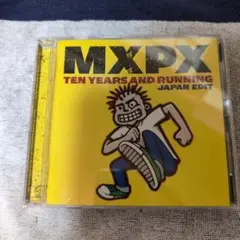 MXPX
TEN YEARS AND RUNNING
JAPAN EDIT